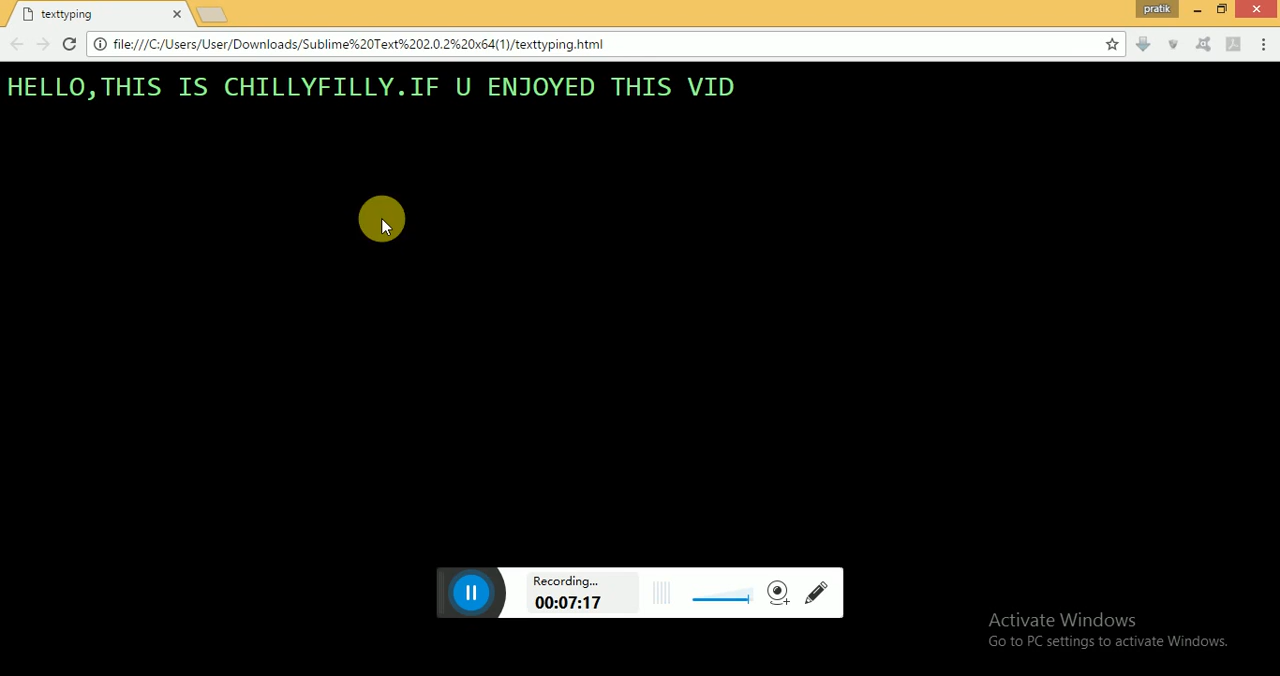 texttyping
pratik
file:///C:/Users/User/Downloads/Sublime%20Text%202.0.2%20x64(1)/texttyping.html
HELLO,THIS IS CHILLYFILLY.IF U ENJOYED THIS VID
Recording...
00:07:17
Activate Windows
Go to PC settings to activate Windows.